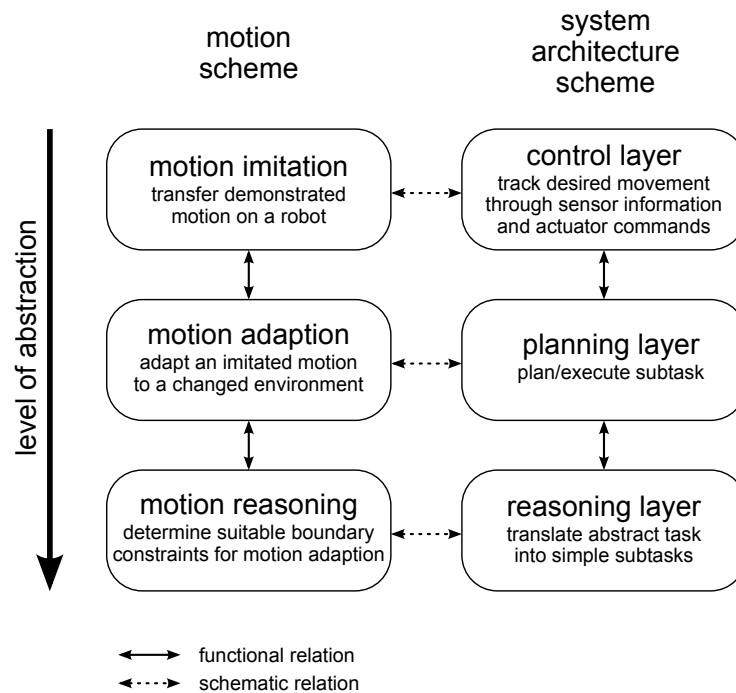 motion
scheme
system
architecture
scheme
level of abstraction
motion imitation
transfer demonstrated
motion on a robot
control layer
track desired movement
through sensor information
and actuator commands
motion adaption
adapt an imitated motion
to a changed environment
planning layer
plan/execute subtask
motion reasoning
determine suitable boundary
constraints for motion adaption
reasoning layer
translate abstract task
into simple subtasks
functional relation
schematic relation